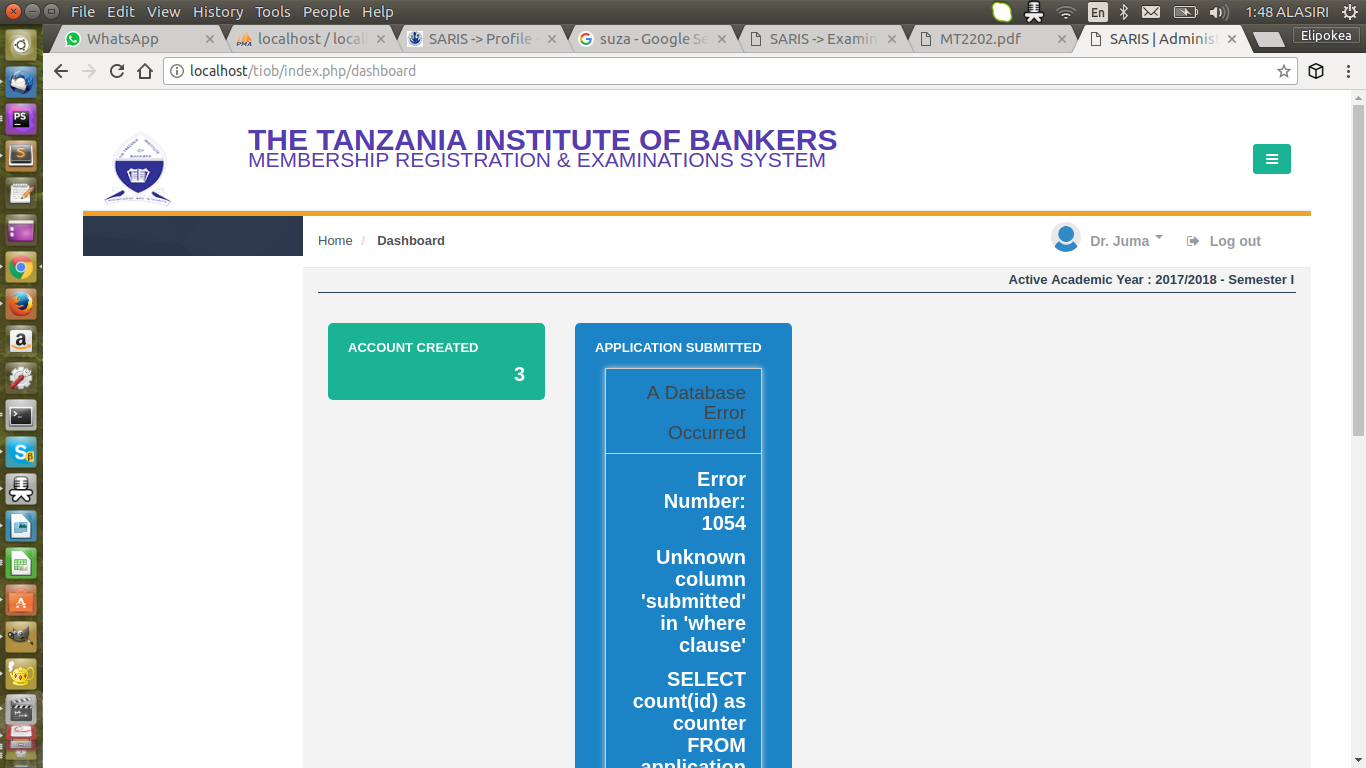 File Edit View History Tools People Help
En
1:48 ALASIRI
WhatsApp
localhost / local
SARIS -> Profile -
suza - Google Se
SARIS -> Examin
MT2202.pdf
SARIS | Adminis
Elipokea
localhost/tiob/index.php/dashboard
THE TANZANIA INSTITUTE OF BANKERS
MEMBERSHIP REGISTRATION & EXAMINATIONS SYSTEM
Home / Dashboard
Dr. Juma
Log out
Active Academic Year : 2017/2018 - Semester I
ACCOUNT CREATED
3
APPLICATION SUBMITTED
A Database
Error
Occurred
Error
Number:
1054
Unknown
column
'submitted'
in 'where
clause'
SELECT
count(id) as
counter
FROM
application